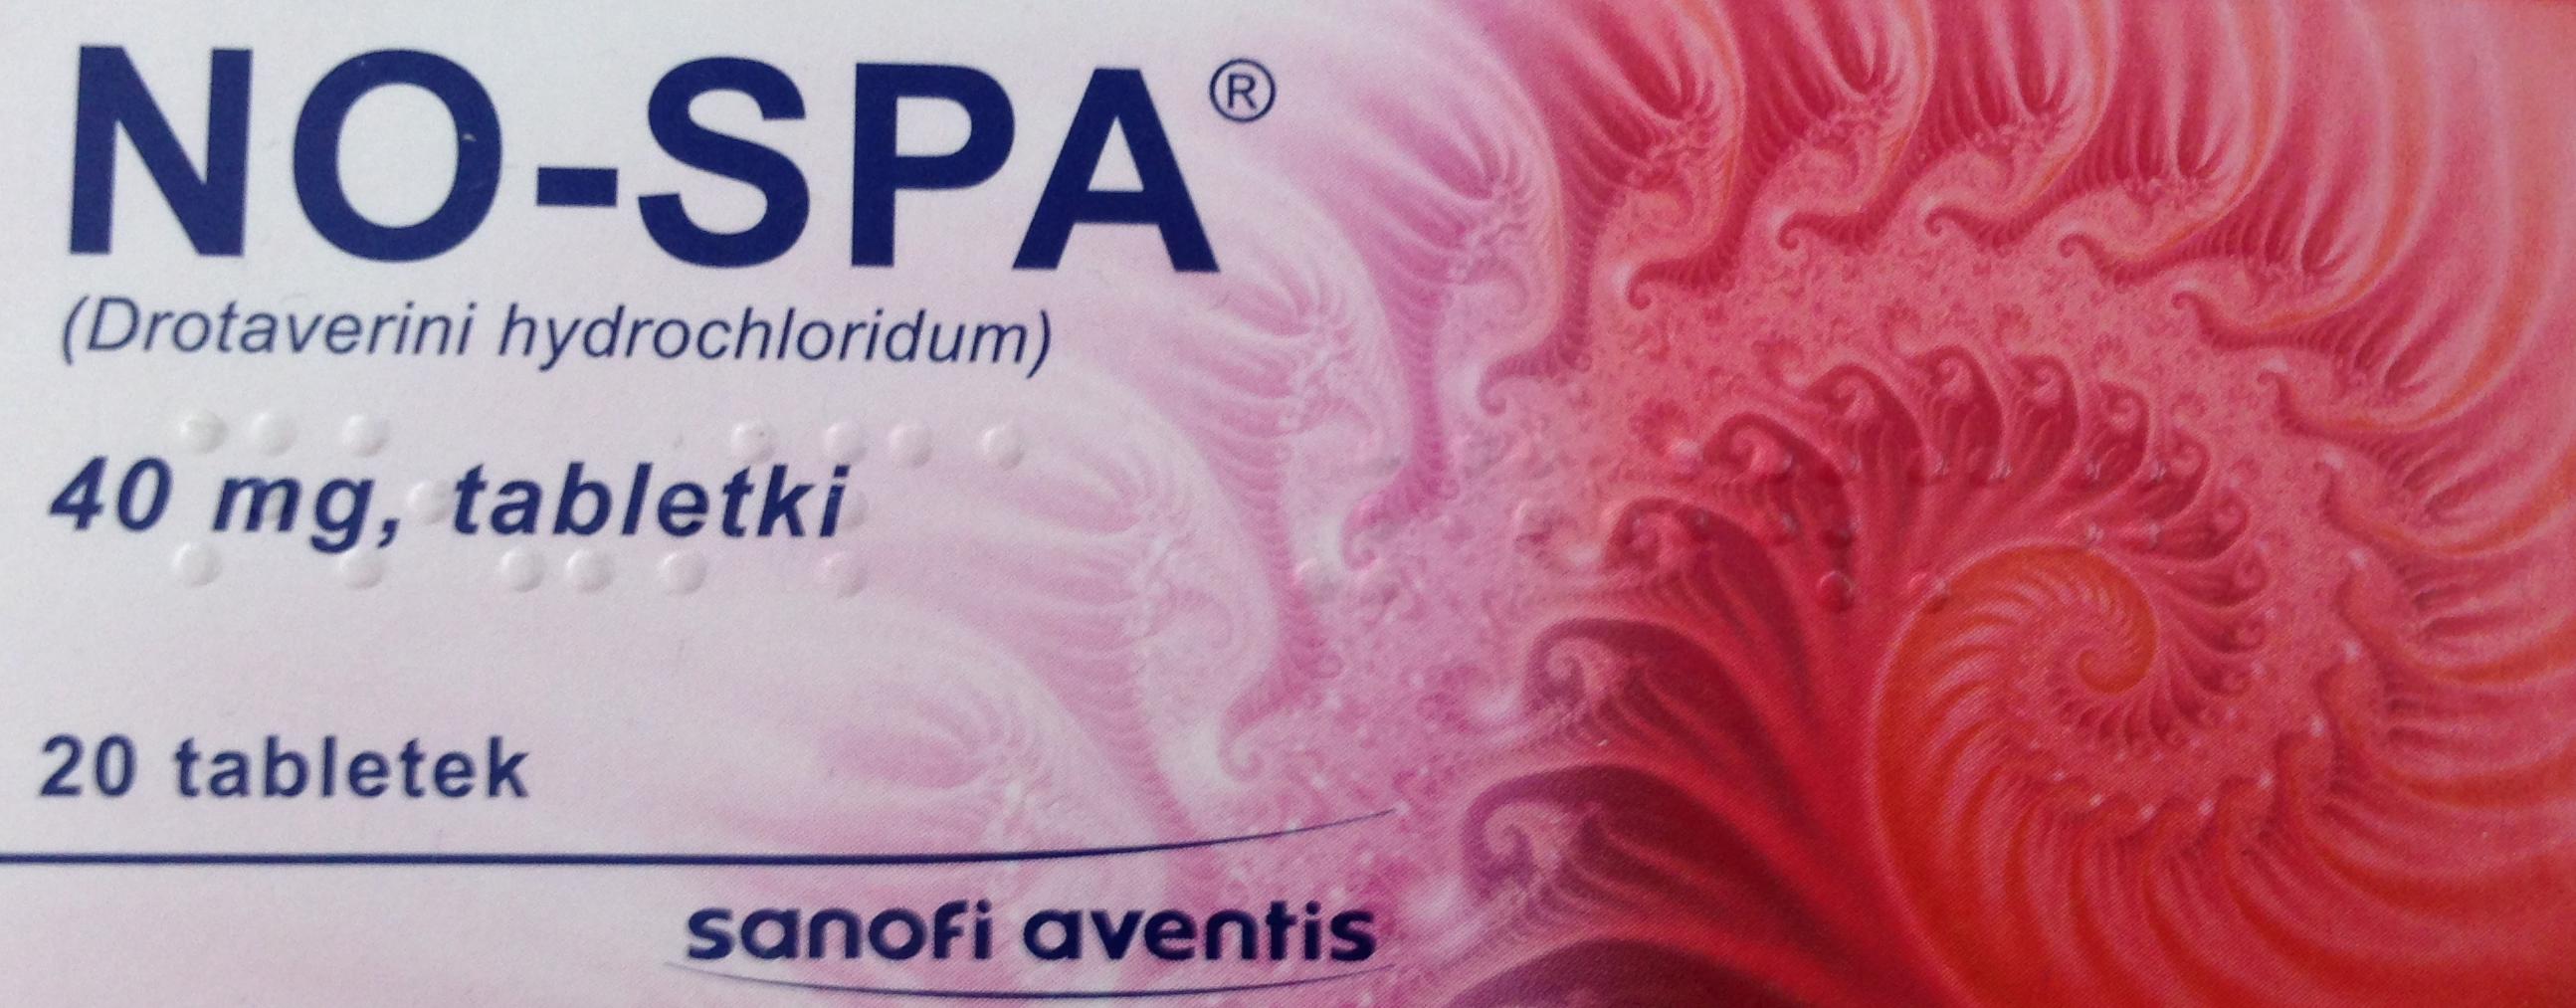 NO-SPA®
(Drotaverini hydrochloridum)
40 mg, tabletki
20 tabletek
sanofi aventis